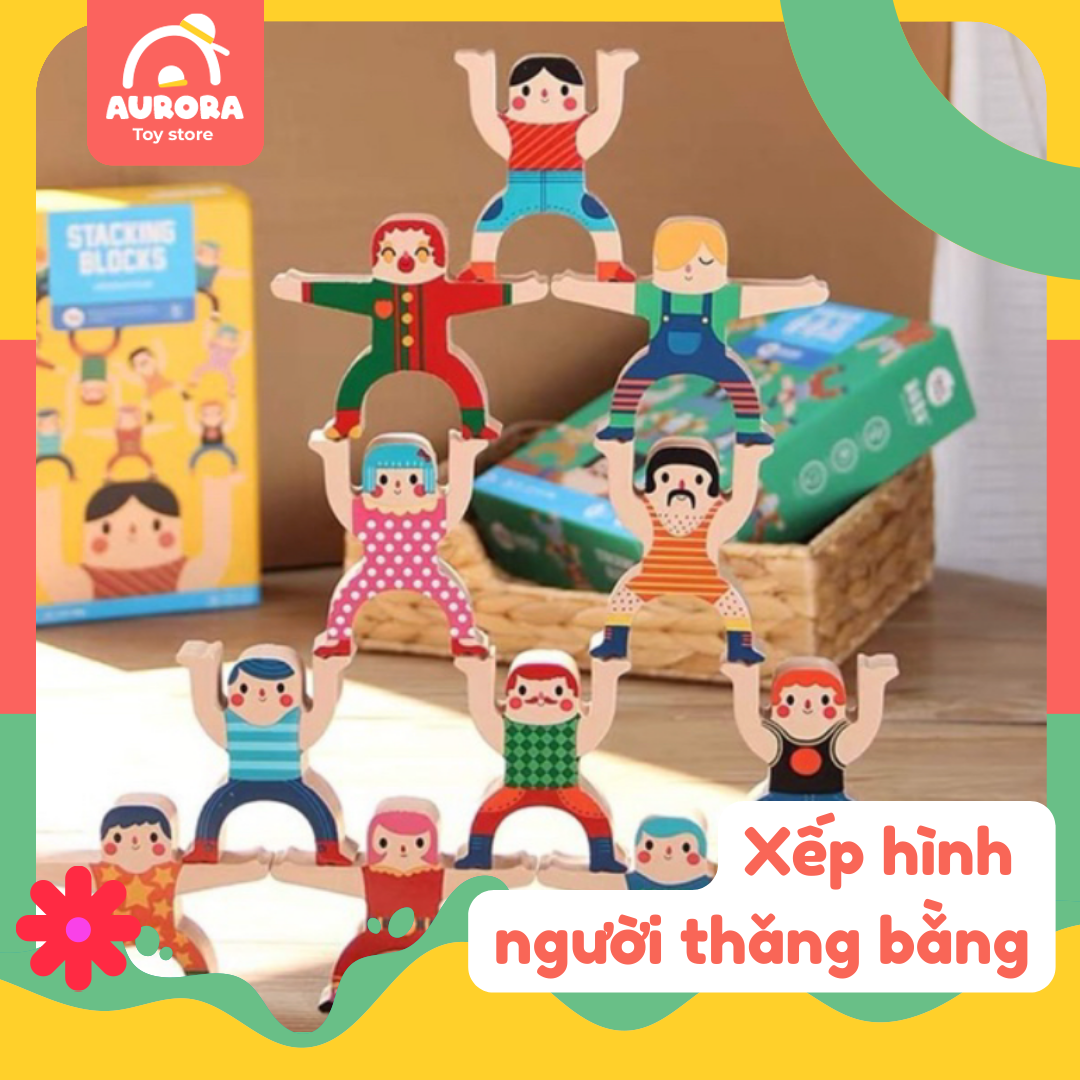 AURORA
Toy store
STACKING
BLOCKS
Xếp hình
người thăng bằng